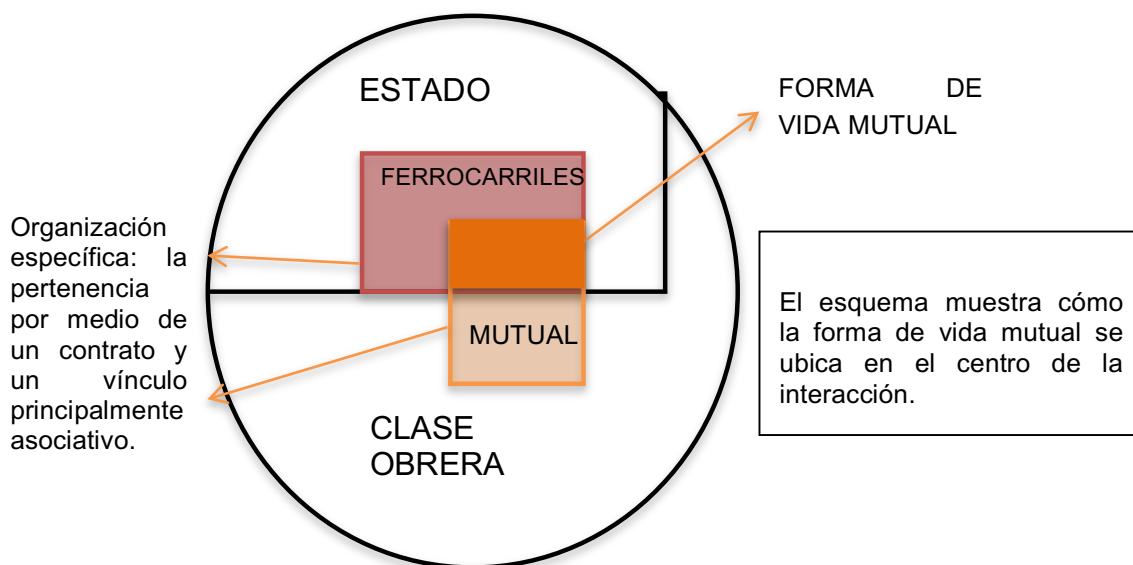 ESTADO
FORMA DE
VIDA MUTUAL
FERROCARRILES
Organización
específica: la
pertenencia
por medio de
un contrato y
un vínculo
principalmente
asociativo.
MUTUAL
El esquema muestra cómo
la forma de vida mutual se
ubica en el centro de la
interacción.
CLASE
OBRERA